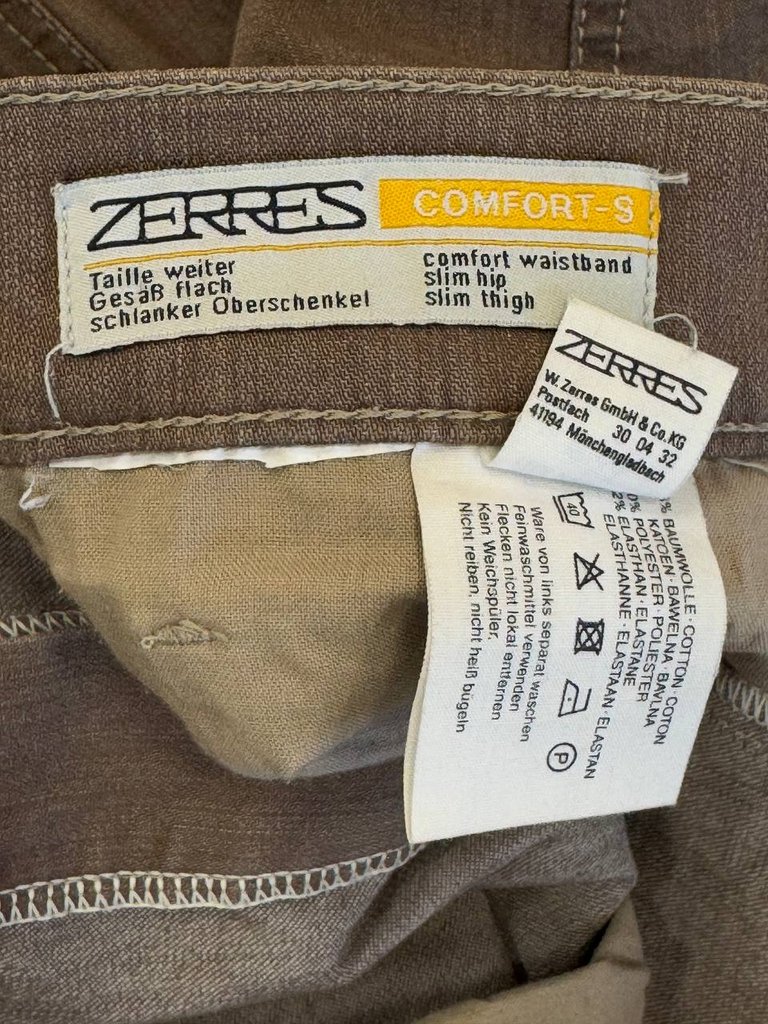 ZERRES COMFORT-S
Taille weiter
Gesäß flach
schlanker Oberschenkel
comfort waistband
slim hip
slim thigh
ZERRES
W. Zerres GmbH & Co. KG
Postfach 30 04 32
41194 Mönchengladbach
% BAUMWOLLE · COTTON · COTON
KATOEN · BAWELNA · BAVLNA
0% POLYESTER · POLIESTER
2% ELASTHAN · ELASTANE
ELASTHANNE · ELASTAAN · ELASTAN
40
P
Ware von links separat waschen
Feinwaschmittel verwenden
Flecken nicht lokal entfernen
Kein Weichspüler,
Nicht reiben, nicht heiß bügeln